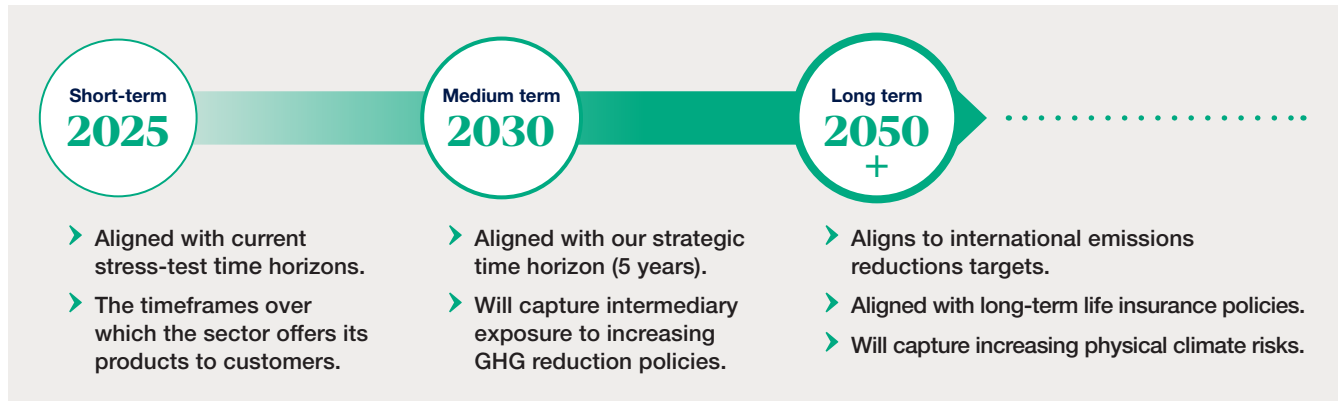 Short-term
2025
Medium term
2030
Long term
2050
+
Aligned with current
stress-test time horizons.
The timeframes over
which the sector offers its
products to customers.
Aligned with our strategic
time horizon (5 years).
Will capture intermediary
exposure to increasing
GHG reduction policies.
Aligns to international emissions
reductions targets.
Aligned with long-term life insurance policies.
Will capture increasing physical climate risks.